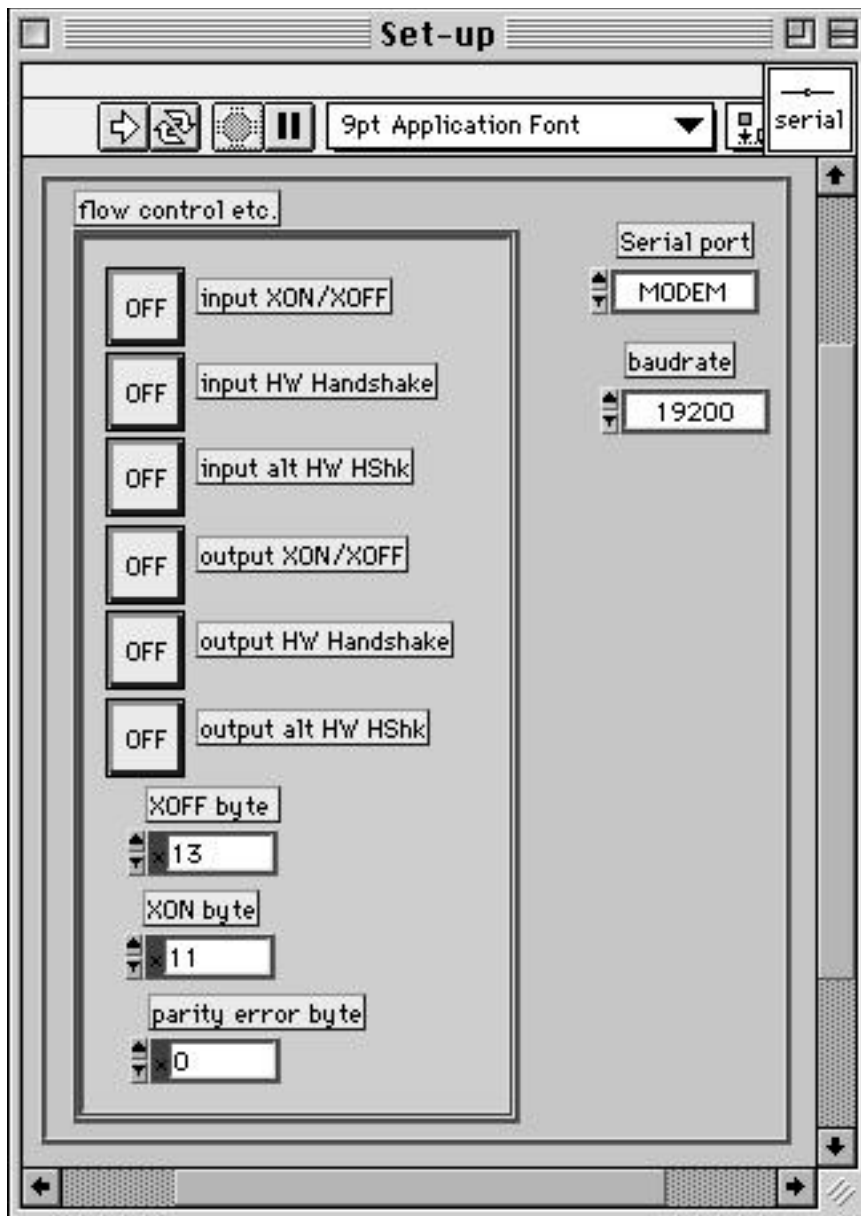 Set-up
9pt Application Font
serial
flow control etc.
OFF
input XON/XOFF
OFF
input HW Handshake
OFF
input alt HW HShk
OFF
output XON/XOFF
OFF
output HW Handshake
OFF
output alt HW HShk
XOFF byte
x 13
XON byte
x 11
parity error byte
x 0
Serial port
MODEM
baudrate
19200